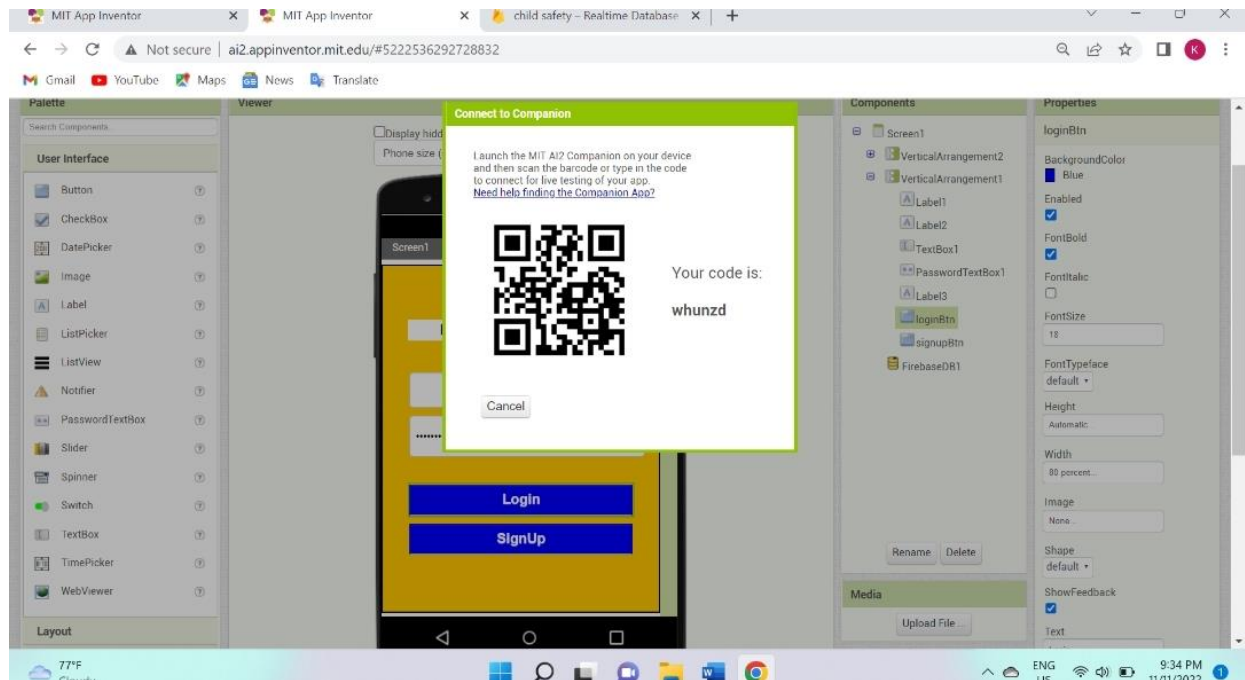 MIT App Inventor
MIT App Inventor
child safety – Realtime Database
Not secure
ai2.appinventor.mit.edu/#5222536292728832
K
Gmail
YouTube
Maps
News
Translate
Palette
Search Components...
User Interface
Button
CheckBox
DatePicker
Image
Label
ListPicker
ListView
Notifier
PasswordTextBox
Slider
Spinner
Switch
TextBox
TimePicker
WebViewer
Layout
Viewer
Display hidd
Phone size (
Screen1
Login
SignUp
Connect to Companion
Launch the MIT AI2 Companion on your device
and then scan the barcode or type in the code
to connect for live testing of your app.
Need help finding the Companion App?
Your code is:
whunzd
Cancel
Components
Screen1
VerticalArrangement2
VerticalArrangement1
Label1
Label2
TextBox1
PasswordTextBox1
Label3
loginBtn
signupBtn
FirebaseDB1
Rename
Delete
Media
Upload File ...
Properties
loginBtn
BackgroundColor
Blue
Enabled
FontBold
FontItalic
FontSize
18
FontTypeface
default
Height
Automatic...
Width
80 percent...
Image
None...
Shape
default
ShowFeedback
Text
77°F
Cloudy
ENG
US
9:34 PM
11/11/2022
1